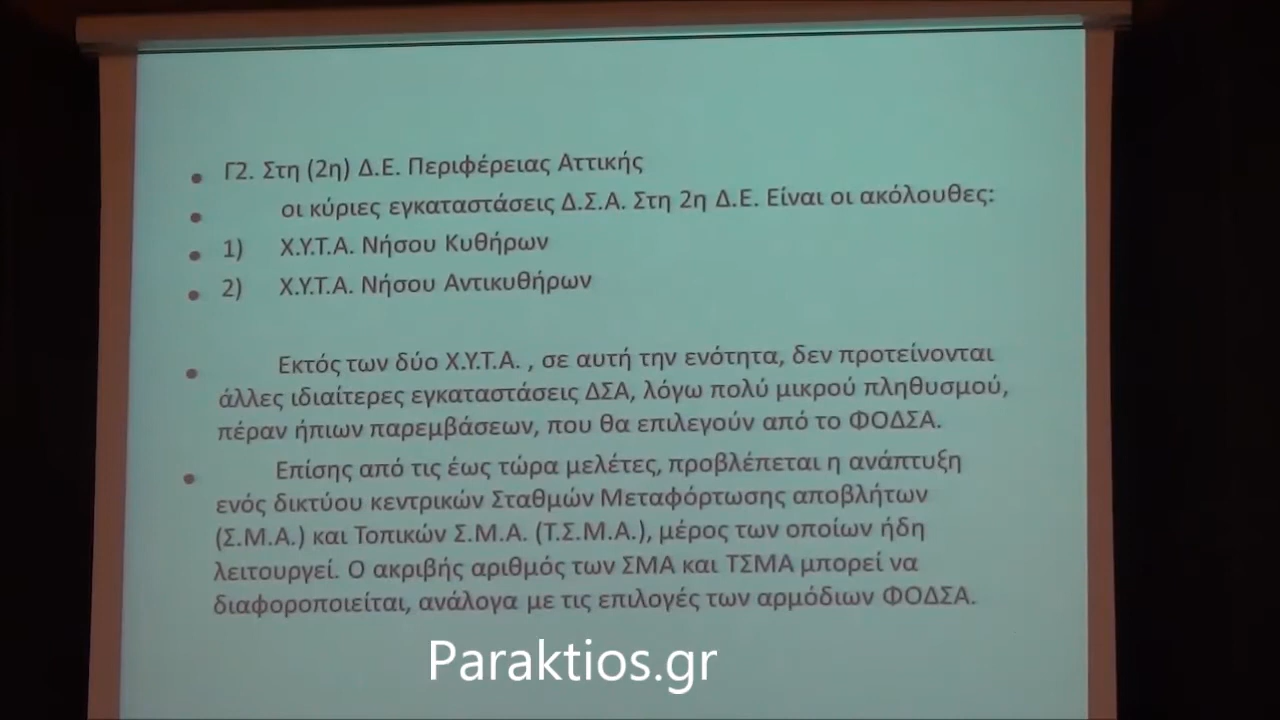 • Γ2. Στη (2η) Δ.Ε. Περιφέρειας Αττικής
• οι κύριες εγκαταστάσεις Δ.Σ.Α. Στη 2η Δ.Ε. Είναι οι ακόλουθες:
• 1) Χ.Υ.Τ.Α. Νήσου Κυθήρων
• 2) Χ.Υ.Τ.Α. Νήσου Αντικυθήρων
• Εκτός των δύο Χ.Υ.Τ.Α. , σε αυτή την ενότητα, δεν προτείνονται
άλλες ιδιαίτερες εγκαταστάσεις ΔΣΑ, λόγω πολύ μικρού πληθυσμού,
πέραν ήπιων παρεμβάσεων, που θα επιλεγούν από το ΦΟΔΣΑ.
• Επίσης από τις έως τώρα μελέτες, προβλέπεται η ανάπτυξη
ενός δικτύου κεντρικών Σταθμών Μεταφόρτωσης αποβλήτων
(Σ.Μ.Α.) και Τοπικών Σ.Μ.Α. (Τ.Σ.Μ.Α.), μέρος των οποίων ήδη
λειτουργεί. Ο ακριβής αριθμός των ΣΜΑ και ΤΣΜΑ μπορεί να
διαφοροποιείται, ανάλογα με τις επιλογές των αρμόδιων ΦΟΔΣΑ.
Paraktios.gr